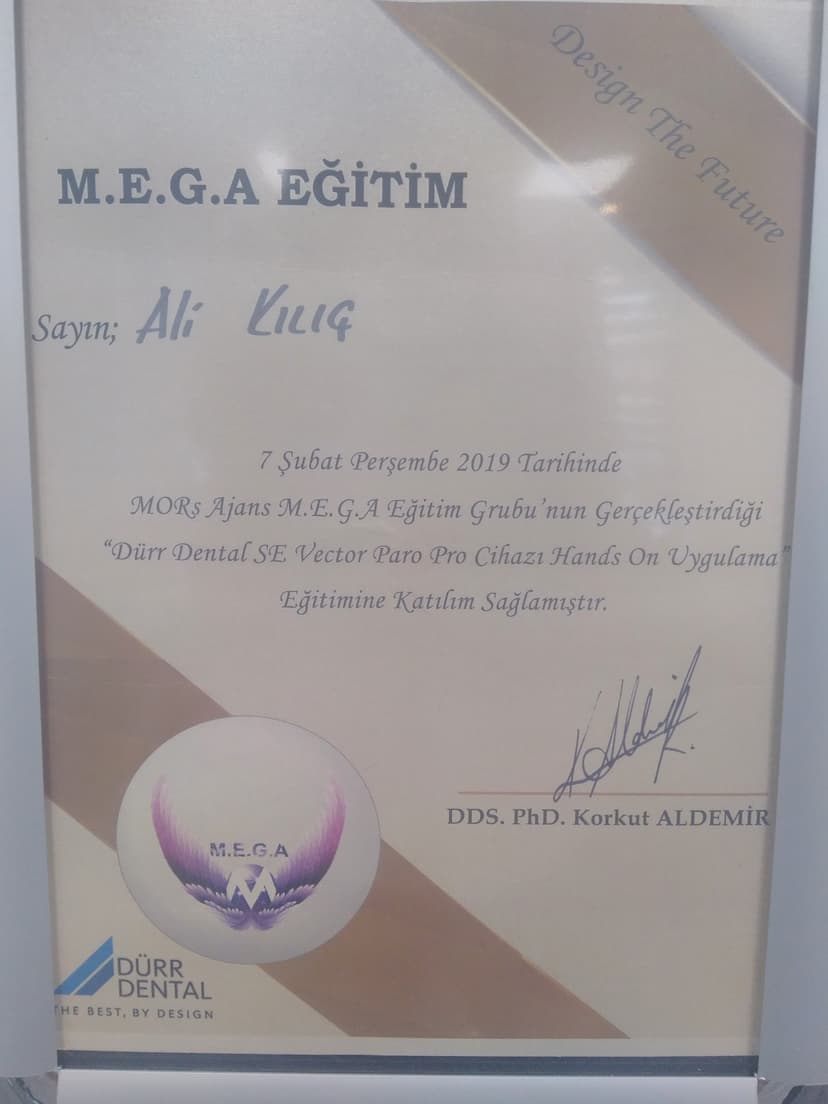 Design The Future
M.E.G.A EĞİTİM
Sayın; Ali KILIÇ
7 Şubat Perşembe 2019 Tarihinde
MORs Ajans M.E.G.A Eğitim Grubu'nun Gerçekleştirdiği
“Dürr Dental SE Vector Paro Pro Cihazı Hands On Uygulama”
Eğitimine Katılım Sağlamıştır.
K.Aldemir.
DDS. PhD. Korkut ALDEMİR
M.E.G.A
DÜRR
DENTAL
THE BEST, BY DESIGN